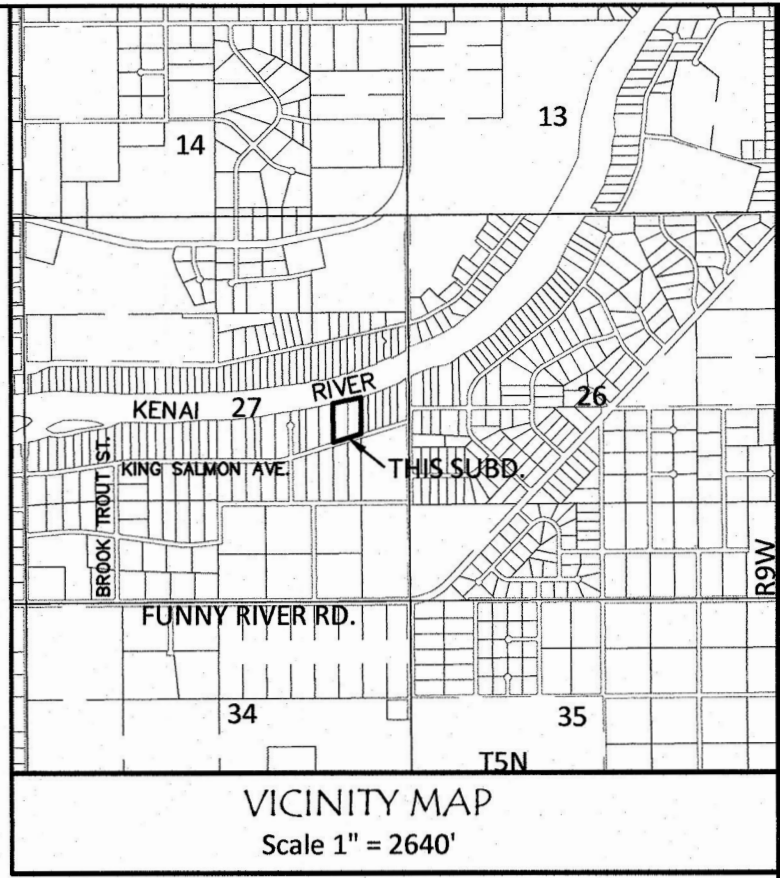 13
14
RIVER
KENAI 27
26
KING SALMON AVE.
THIS SUBD.
BROOK TROUT ST.
R9W
FUNNY RIVER RD.
34
35
T5N
VICINITY MAP
Scale 1" = 2640'